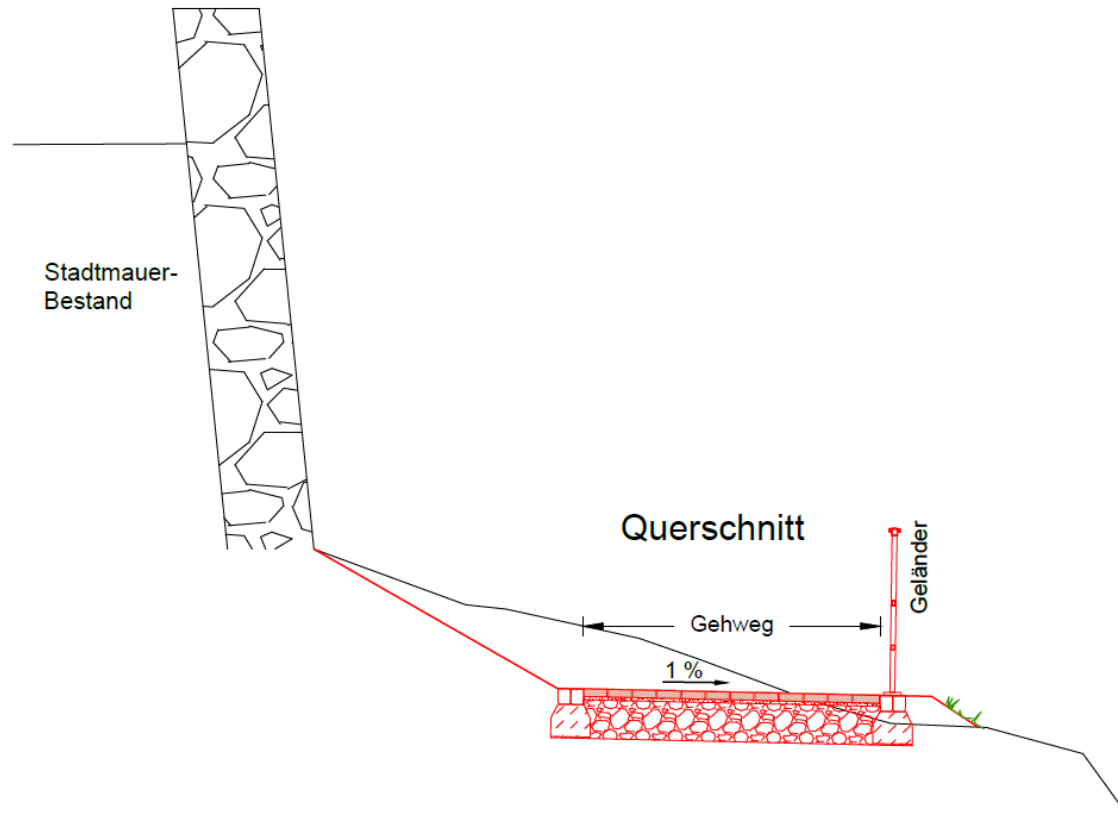 Stadtmauer-
Bestand
Querschnitt
Geländer
Gehweg
1 %